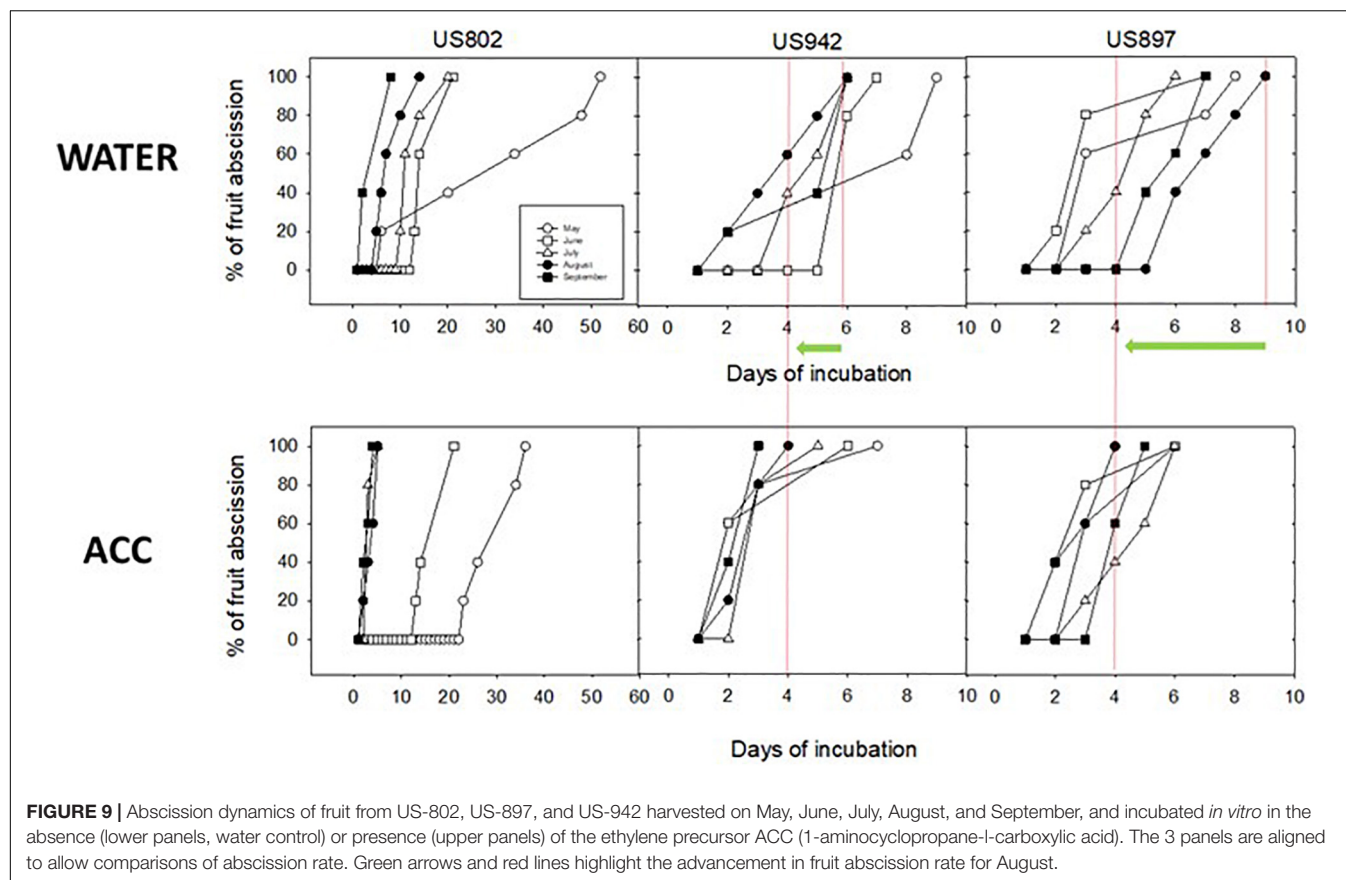 US802 US942 US897
WATER
% of fruit abscission
100
80
60
40
20
0
May
June
July
August
September
0 10 20 30 40 50 60 0 2 4 6 8 10 0 2 4 6 8 10
Days of incubation
ACC
% of fruit abscission
100
80
60
40
20
0
0 10 20 30 40 50 60 0 2 4 6 8 10 0 2 4 6 8 10
Days of incubation
FIGURE 9 | Abscission dynamics of fruit from US-802, US-897, and US-942 harvested on May, June, July, August, and September, and incubated in vitro in the
absence (lower panels, water control) or presence (upper panels) of the ethylene precursor ACC (1-aminocyclopropane-l-carboxylic acid). The 3 panels are aligned
to allow comparisons of abscission rate. Green arrows and red lines highlight the advancement in fruit abscission rate for August.